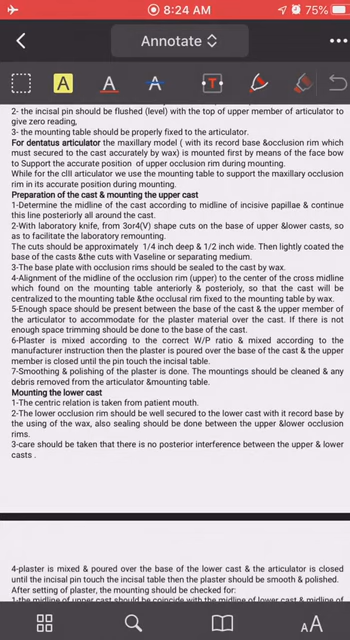 8:24 AM
75%
Annotate
A
A
A
T
2- the incisal pin should be flushed (level) with the top of upper member of articulator to
give zero reading,
3- the mounting table should be properly fixed to the articulator.
For dentatus articulator the maxillary model ( with its record base &occlusion rim which
must secured to the cast accurately by wax) is mounted first by means of the face bow
to Support the accurate position of upper occlusion rim during mounting.
While for the clII articulator we use the mounting table to support the maxillary occlusion
rim in its accurate position during mounting.
Preparation of the cast & mounting the upper cast
1-Determine the midline of the cast according to midline of incisive papillae & continue
this line posteriorly all around the cast.
2-With laboratory knife, from 3or4(V) shape cuts on the base of upper &lower casts, so
as to facilitate the laboratory remounting.
The cuts should be approximately 1/4 inch deep & 1/2 inch wide. Then lightly coated the
base of the casts &the cuts with Vaseline or separating medium.
3-The base plate with occlusion rims should be sealed to the cast by wax.
4-Alignment of the midline of the occlusion rim (upper) to the center of the cross midline
which found on the mounting table anteriorly & posterioly, so that the cast will be
centralized to the mounting table &the occlusal rim fixed to the mounting table by wax.
5-Enough space should be present between the base of the cast & the upper member of
the articulator to accommodate for the plaster material over the cast. If there is not
enough space trimming should be done to the base of the cast.
6-Plaster is mixed according to the correct W/P ratio & mixed according to the
manufacturer instruction then the plaster is poured over the base of the cast & the upper
member is closed until the pin touch the incisal table.
7-Smoothing & polishing of the plaster is done. The mountings should be cleaned & any
debris removed from the articulator &mounting table.
Mounting the lower cast
1-The centric relation is taken from patient mouth.
2-The lower occlusion rim should be well secured to the lower cast with it record base by
the using of the wax, also sealing should be done between the upper &lower occlusion
rims.
3-care should be taken that there is no posterior interference between the upper & lower
casts .
4-plaster is mixed & poured over the base of the lower cast & the articulator is closed
until the incisal pin touch the incisal table then the plaster should be smooth & polished.
After setting of plaster, the mounting should be checked for:
1-the midline of upper cast should be coincide with the midline of lower cast & midline of
AA